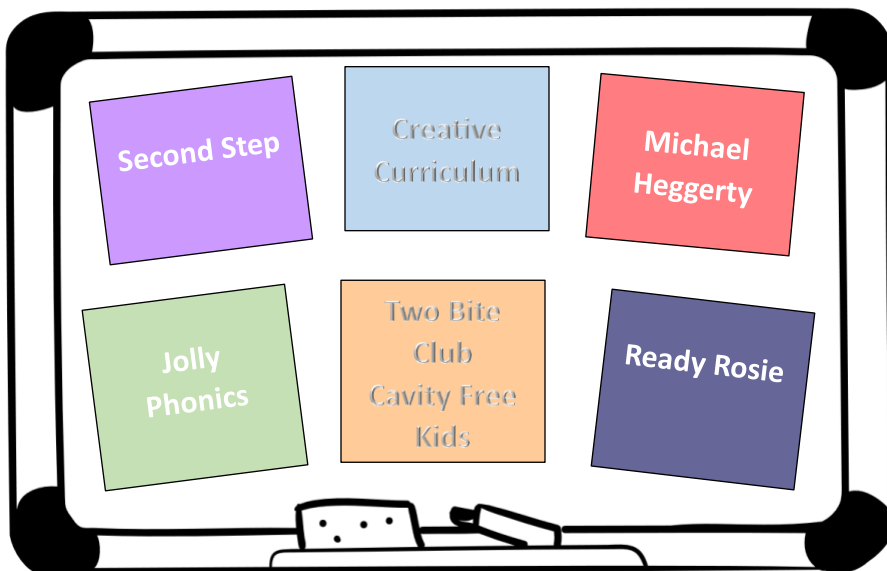 Second Step
Creative
Curriculum
Michael
Heggerty
Jolly
Phonics
Two Bite
Club
Cavity Free
Kids
Ready Rosie